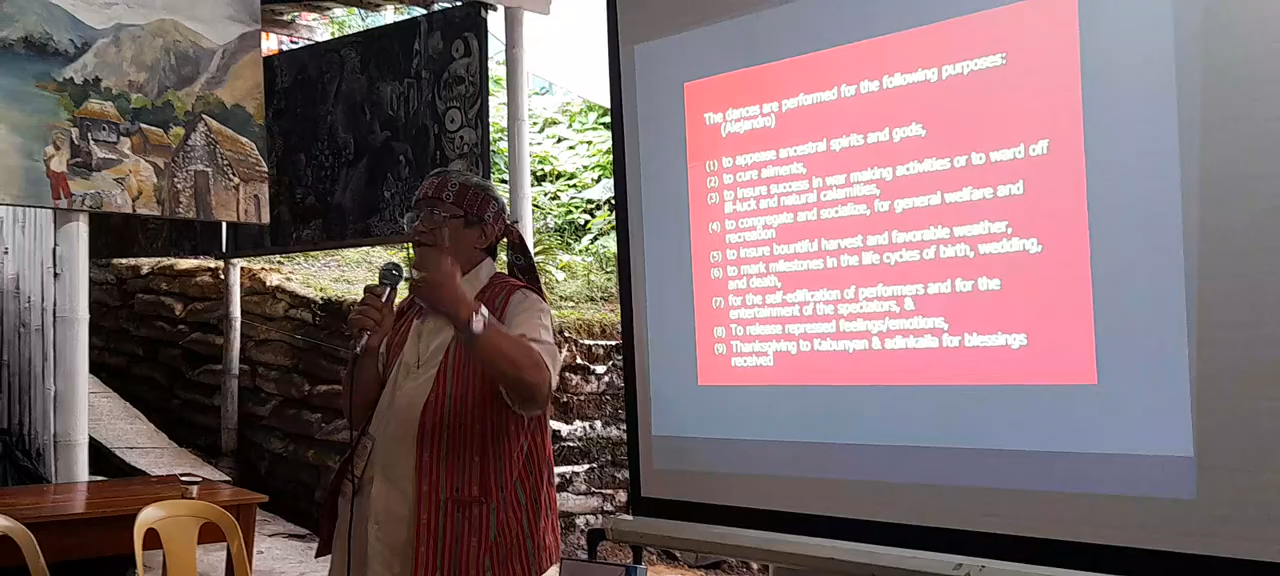 The dances are performed for the following purposes:
(Alejandro)
(1) to appease ancestral spirits and gods,
(2) to cure ailments,
(3) to insure success in war making activities or to ward off
ill-luck and natural calamities,
(4) to congregate and socialize, for general welfare and
recreation
(5) to insure bountiful harvest and favorable weather,
(6) to mark milestones in the life cycles of birth, wedding,
and death,
(7) for the self-edification of performers and for the
entertainment of the spectators, &
(8) To release repressed feelings/emotions,
(9) Thanksgiving to Kabunyan & adinkaila for blessings
received